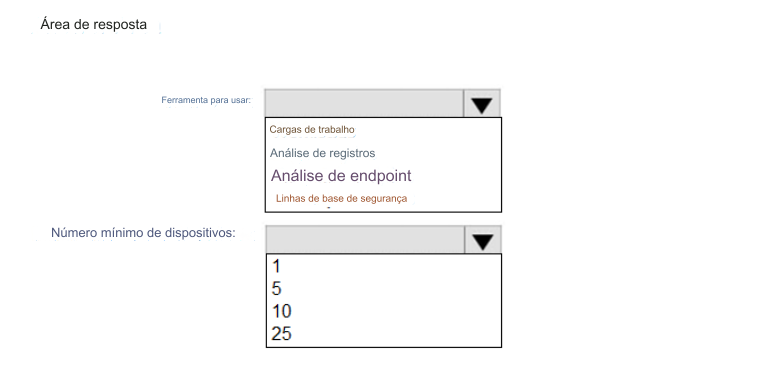 Área de resposta
Ferramenta para usar:
Cargas de trabalho
Análise de registros
Análise de endpoint
Linhas de base de segurança
Número mínimo de dispositivos:
1
5
10
25